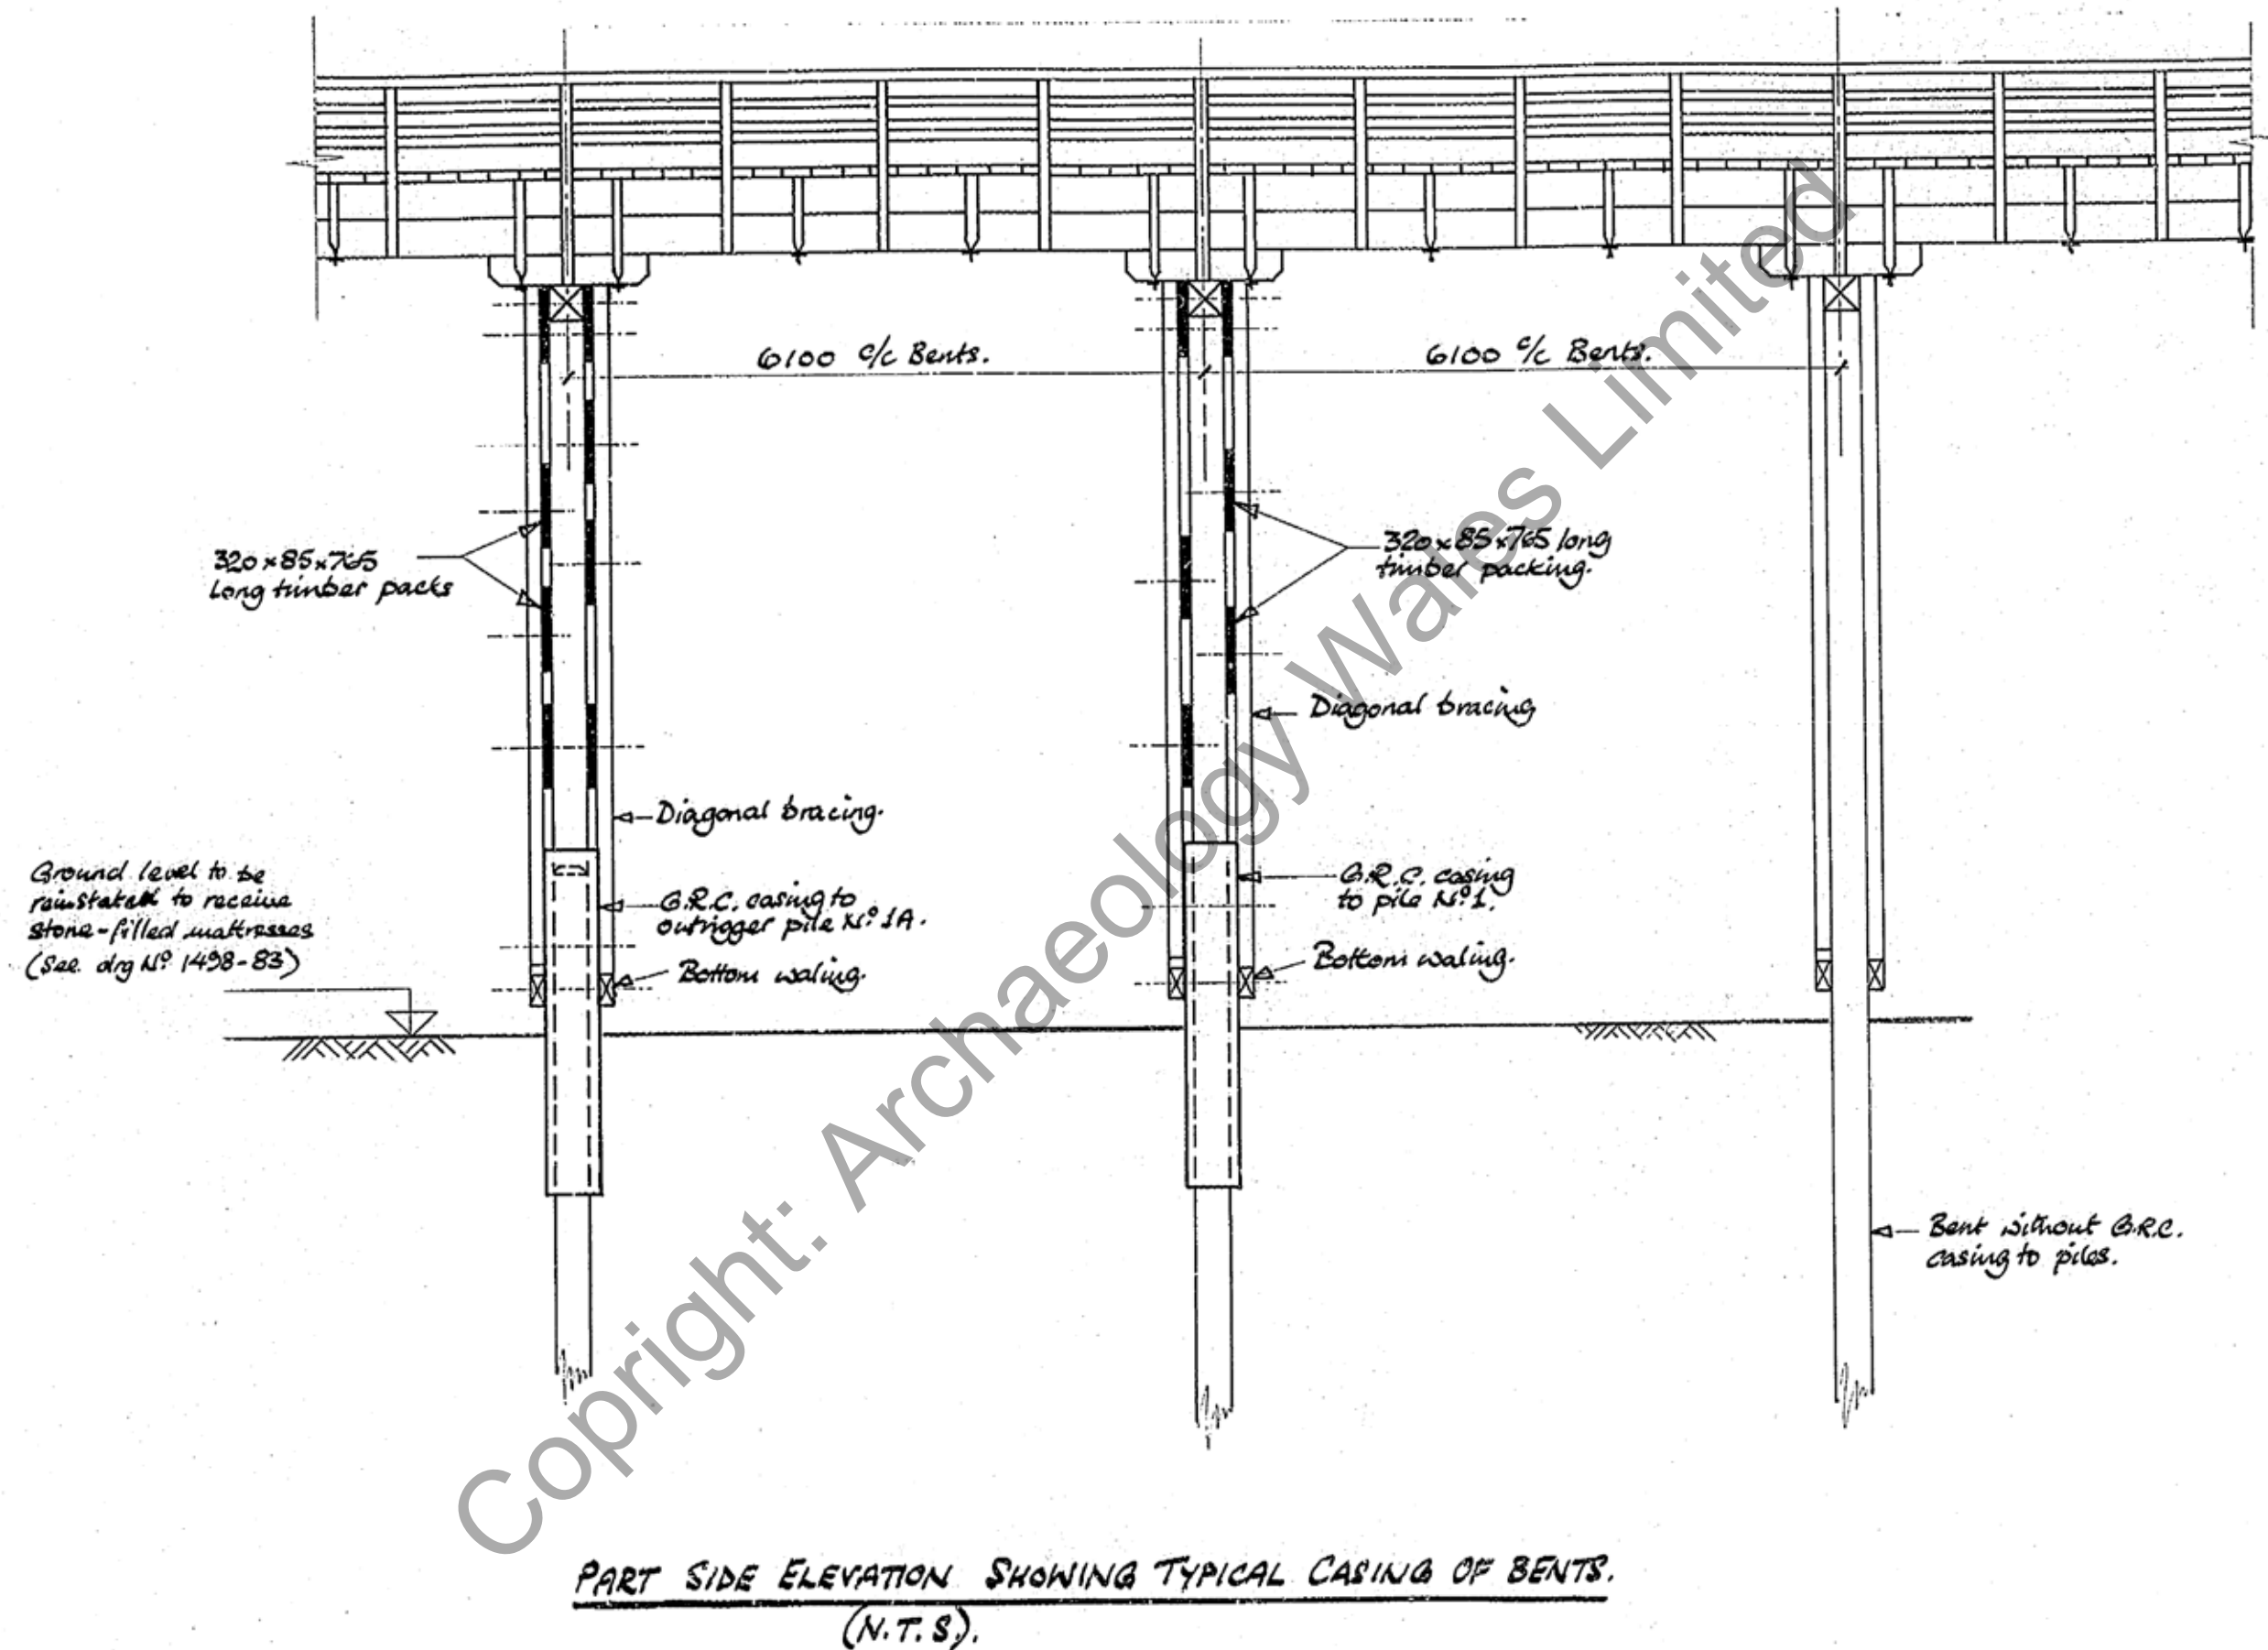 6100 c/c Bents.
6100 c/c Bents.
320 x 85 x 765
Long timber packs
320 x 85 x 765 long
timber packing.
Diagonal bracing
Diagonal bracing.
Ground level to be
reinstated to receive
stone-filled mattresses
(See drg Nº 1498-83)
G.R.C. casing to
outrigger pile Nº 1A.
G.R.C. casing
to pile Nº 1.
Bottom waling.
Bottom waling.
Bent without G.R.C.
casing to piles.
Copright: Archaeology Wales Limited
PART SIDE ELEVATION SHOWING TYPICAL CASING OF BENTS.
(N.T.S).